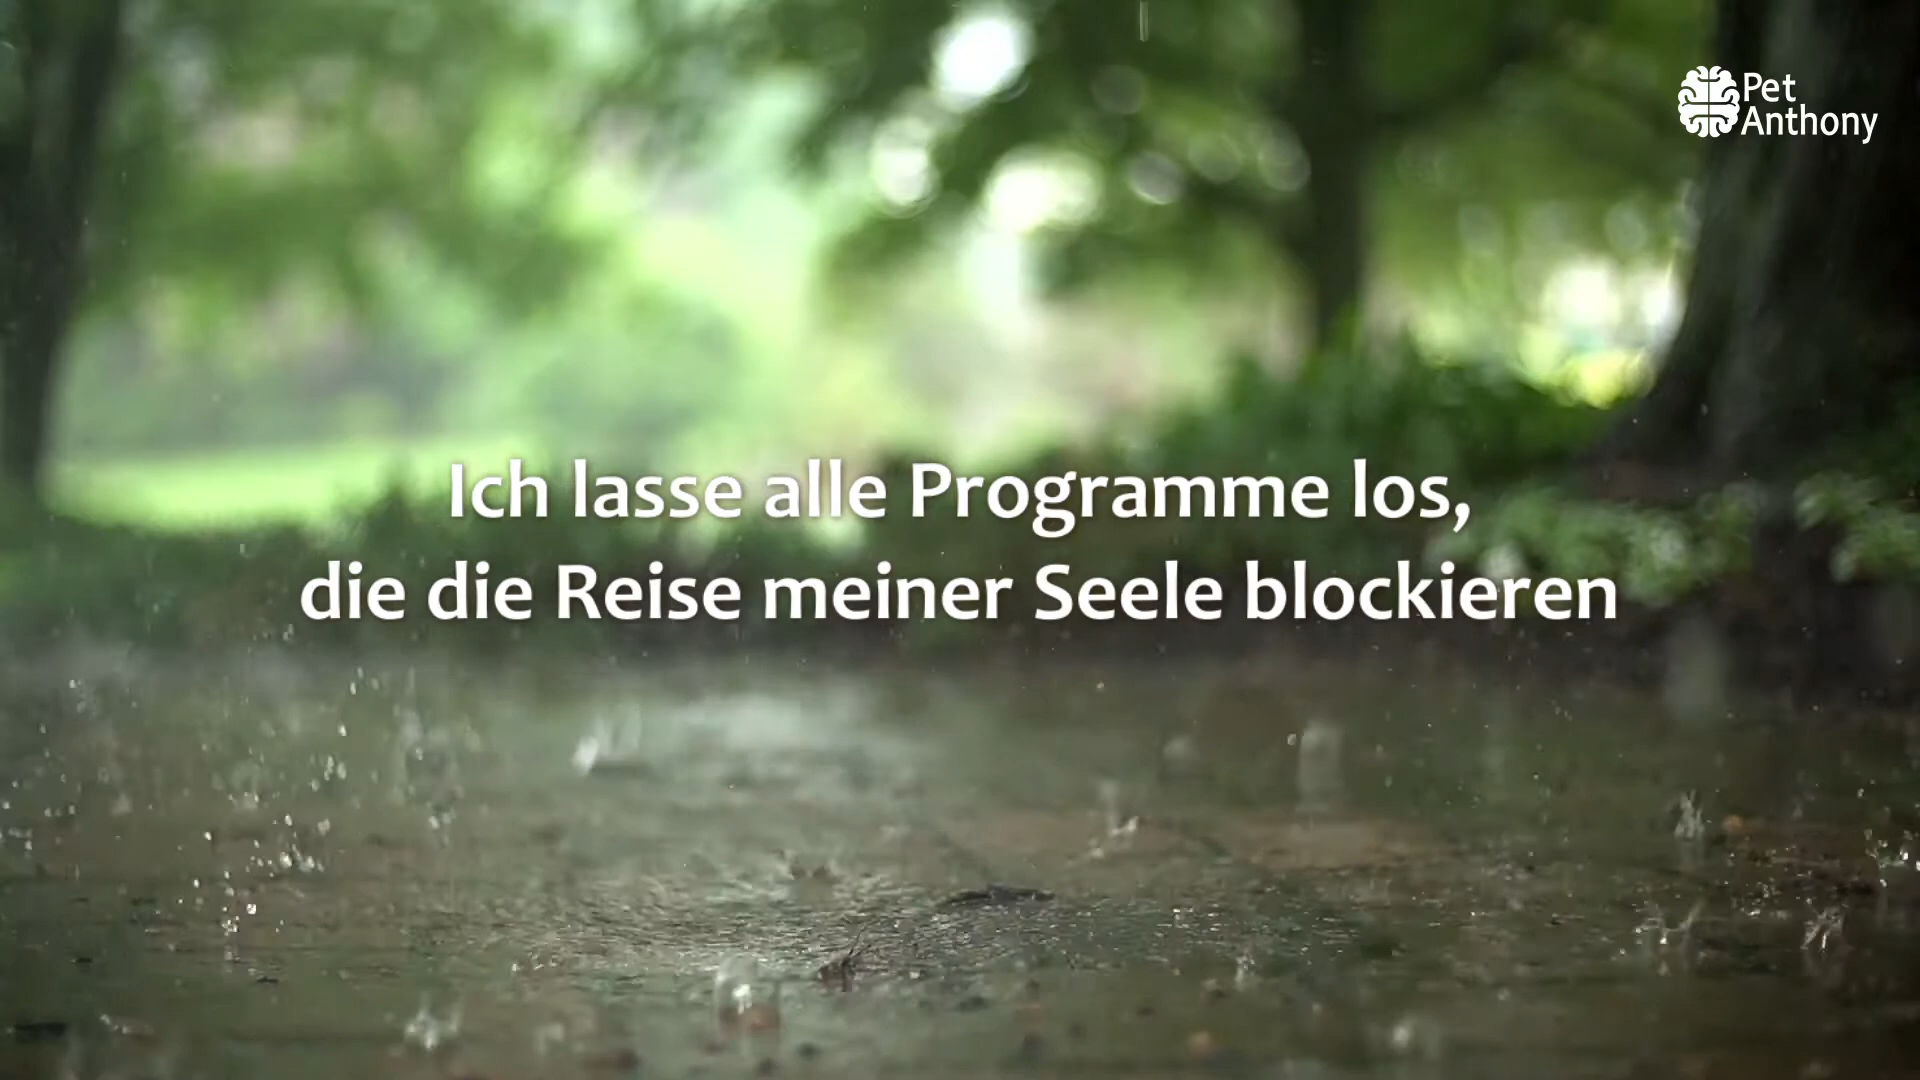 Pet
Anthony
Ich lasse alle Programme los,
die die Reise meiner Seele blockieren